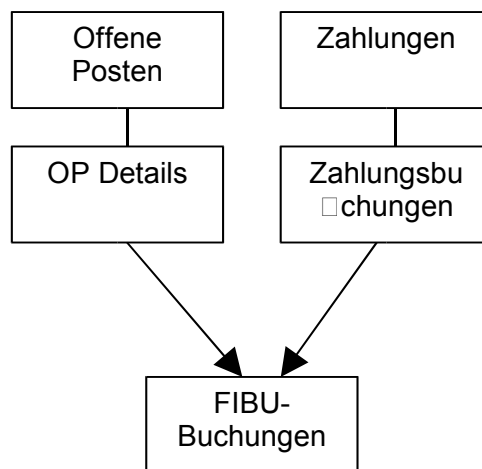 Offene
Posten
Zahlungen
OP Details
Zahlungsbu
□chungen
FIBU-
Buchungen